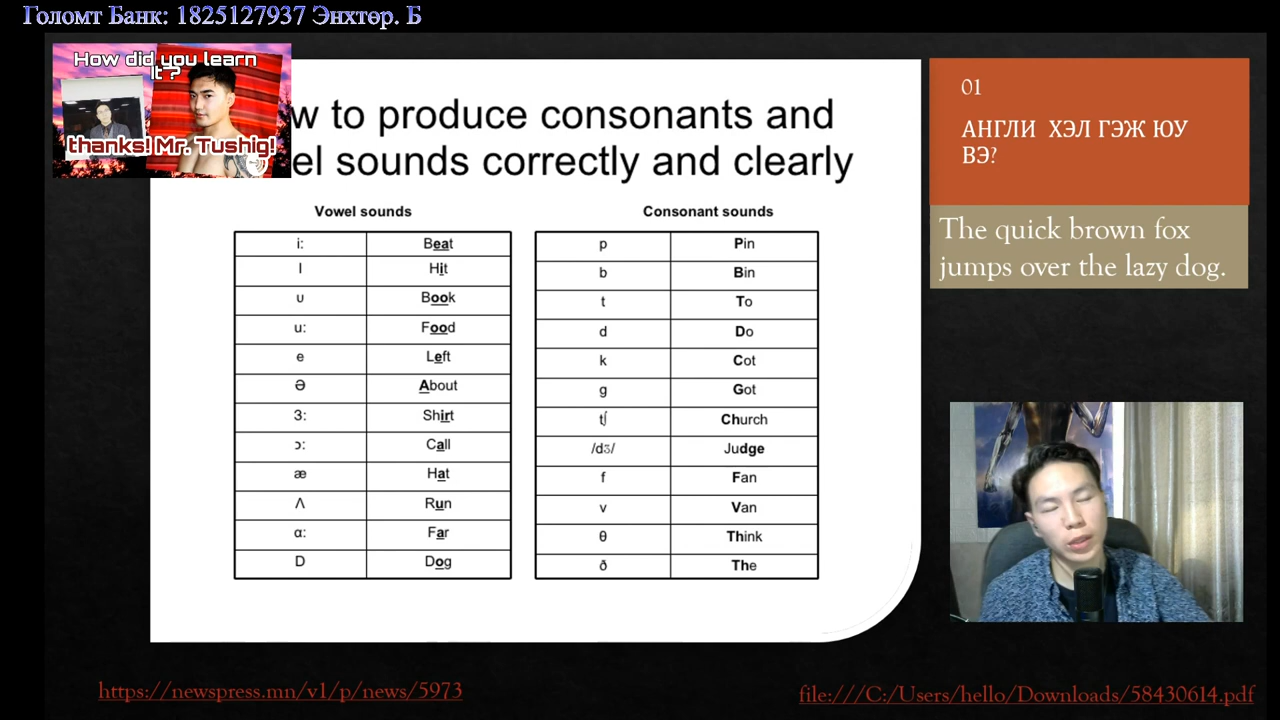 Голомт Банк: 1825127937 Энхтөр. Б
How did you learn
It ?
thanks! Mr. Tushig!
w to produce consonants and
el sounds correctly and clearly
Vowel sounds
i: Beat
I Hit
ʊ Book
u: Food
e Left
Ə About
3: Shirt
ɔ: Call
æ Hat
Λ Run
ɑ: Far
D Dog
Consonant sounds
p Pin
b Bin
t To
d Do
k Cot
g Got
tʃ Church
/dʒ/ Judge
f Fan
v Van
θ Think
ð The
01
АНГЛИ ХЭЛ ГЭЖ ЮУ
ВЭ?
The quick brown fox
jumps over the lazy dog.
https://newspress.mn/v1/p/news/5973
file:///C:/Users/hello/Downloads/58430614.pdf